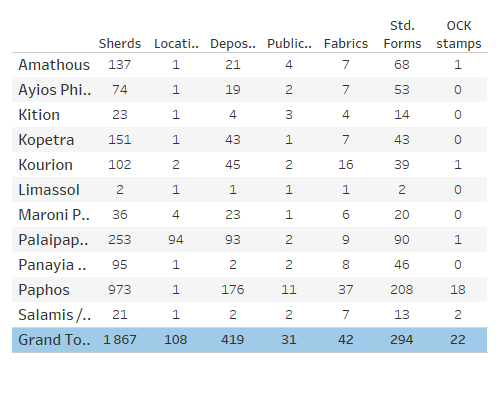 Std. OCK
Sherds Locati.. Depos.. Public.. Fabrics Forms stamps
Amathous 137 1 21 4 7 68 1
Ayios Phi.. 74 1 19 2 7 53 0
Kition 23 1 4 3 4 14 0
Kopetra 151 1 43 1 7 43 0
Kourion 102 2 45 2 16 39 1
Limassol 2 1 1 1 1 2 0
Maroni P.. 36 4 23 1 6 20 0
Palaipap.. 253 94 93 2 9 90 1
Panayia .. 95 1 2 2 8 46 0
Paphos 973 1 176 11 37 208 18
Salamis /.. 21 1 2 2 7 13 2
Grand To.. 1 867 108 419 31 42 294 22